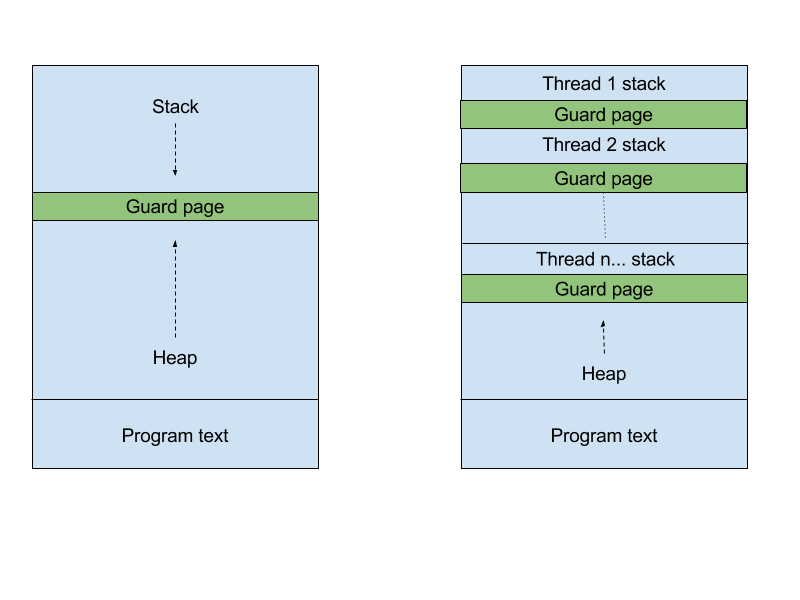 Stack
Guard page
Heap
Program text
Thread 1 stack
Guard page
Thread 2 stack
Guard page
Thread n... stack
Guard page
Heap
Program text